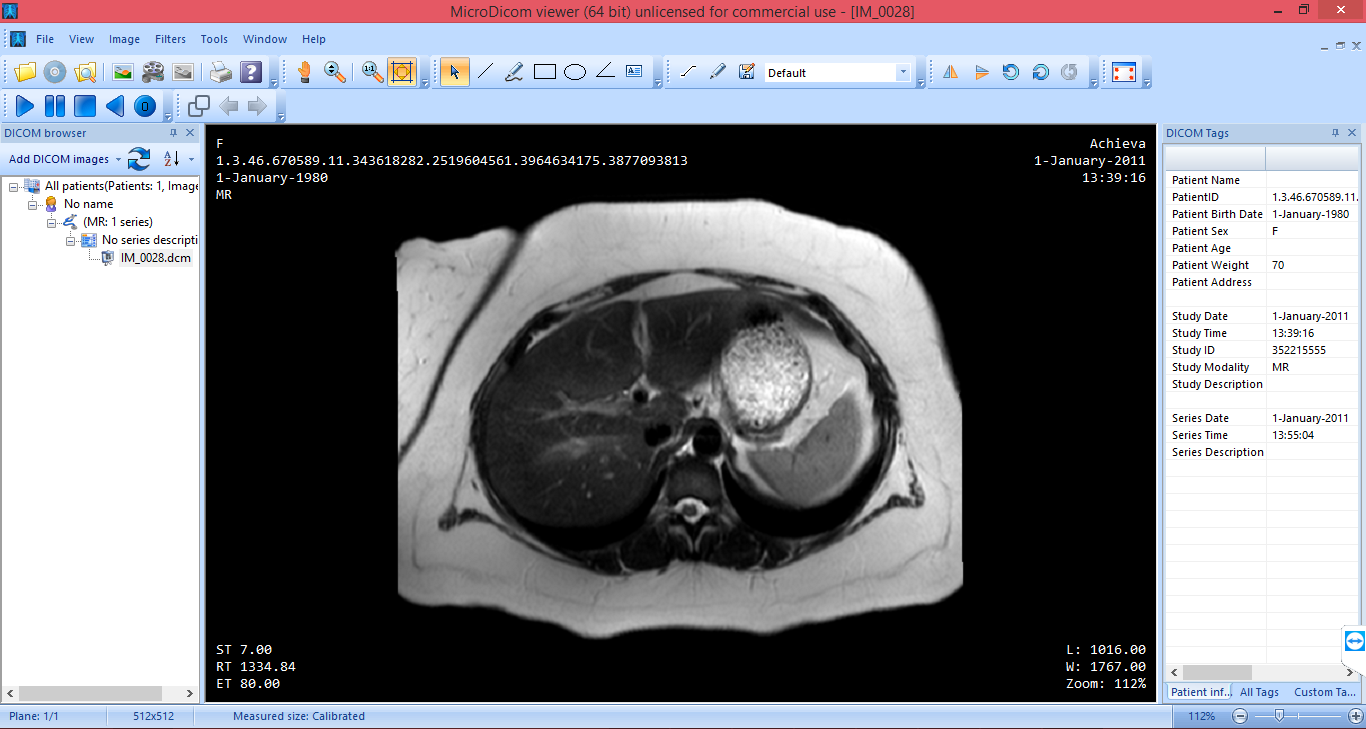 MicroDicom viewer (64 bit) unlicensed for commercial use - [IM_0028]
File View Image Filters Tools Window Help
1:1
Default
0
DICOM browser
Add DICOM images
A
Z
All patients(Patients: 1, Image
No name
(MR: 1 series)
No series descripti
IM_0028.dcm
F
1.3.46.670589.11.343618282.2519604561.3964634175.3877093813
1-January-1980
MR
Achieva
1-January-2011
13:39:16
ST 7.00
RT 1334.84
ET 80.00
L: 1016.00
W: 1767.00
Zoom: 112%
DICOM Tags
Patient Name
PatientID 1.3.46.670589.11.
Patient Birth Date 1-January-1980
Patient Sex F
Patient Age
Patient Weight 70
Patient Address
Study Date 1-January-2011
Study Time 13:39:16
Study ID 352215555
Study Modality MR
Study Description
Series Date 1-January-2011
Series Time 13:55:04
Series Description
Patient inf... All Tags Custom Ta...
Plane: 1/1 512x512 Measured size: Calibrated 112%